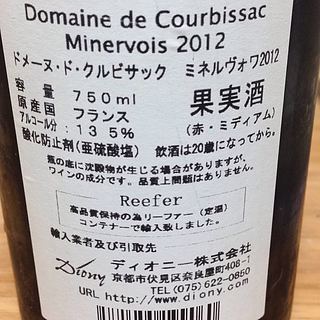 Domaine de Courbissac
Minervois 2012
ドメーヌ・ド・クルビサック ミネルヴォワ2012
容量 750ml 果実酒
原産国 フランス
アルコール分: 13 5% (赤・ミディアム)
酸化防止剤(亜硫酸塩) 飲酒は20歳になってから。
瓶の底に沈殿物が生じる場合がありますが、
ワインの成分です。品質上問題はありません。
Reefer
高品質保持の為リーファー(定温)
コンテナーで輸入致しました。
輸入業者及び引取先
Diony ディオニー株式会社
京都市伏見区奈良屋町408-1
TEL(075)622-0850
URL http://www.diony.com